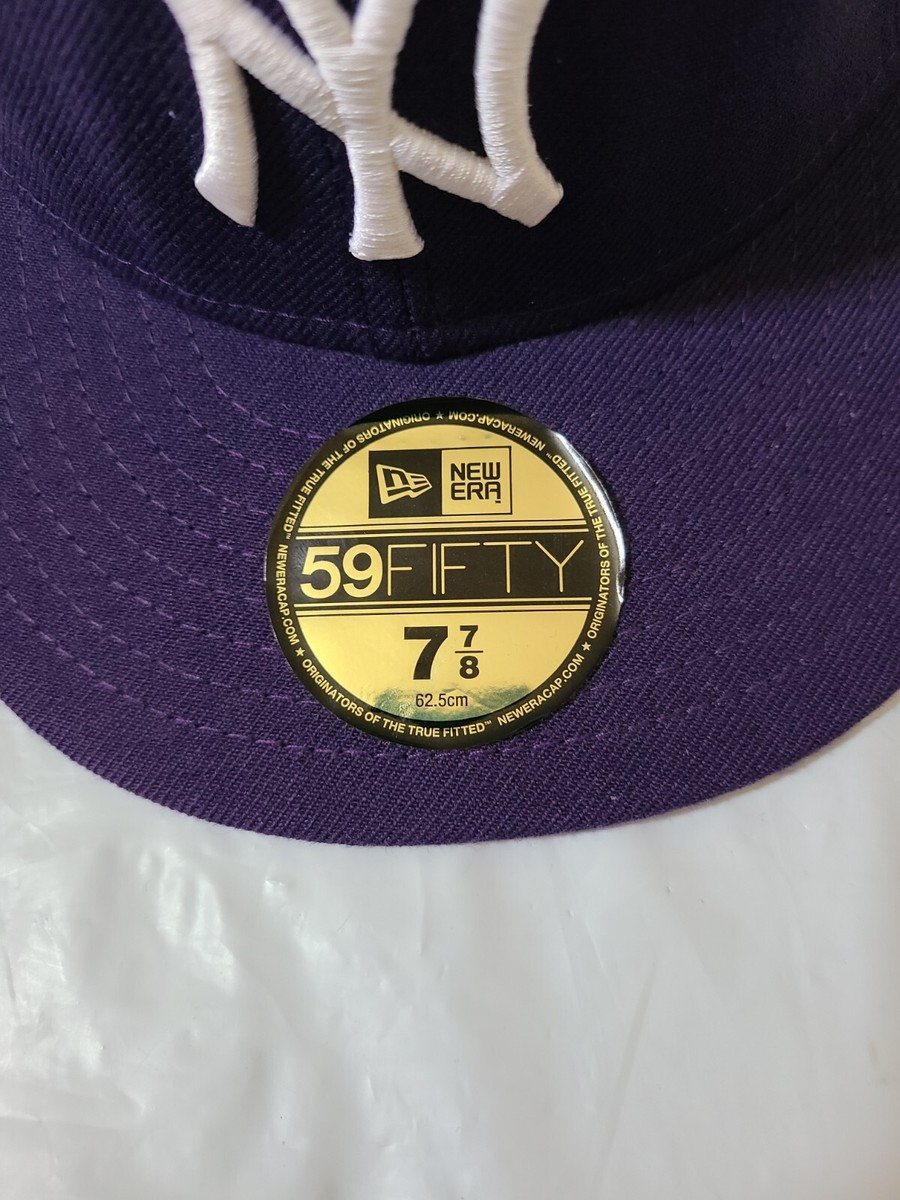 NY
NEW
ERA™
59FIFTY
7 7/8
62.5cm
NEWERACAP.COM ★ ORIGINATORS OF THE TRUE FITTED™ NEWERACAP.COM ★ ORIGINATORS OF THE TRUE FITTED™ NEWERACAP.COM ★ ORIGINATORS OF THE TRUE FITTED™